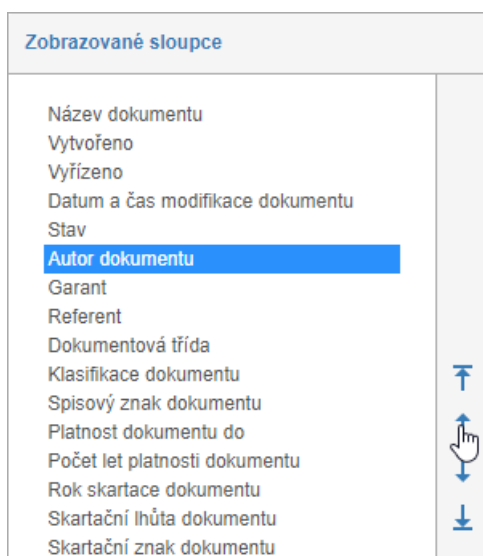 Zobrazované sloupce
Název dokumentu
Vytvořeno
Vyřízeno
Datum a čas modifikace dokumentu
Stav
Autor dokumentu
Garant
Referent
Dokumentová třída
Klasifikace dokumentu
Spisový znak dokumentu
Platnost dokumentu do
Počet let platnosti dokumentu
Rok skartace dokumentu
Skartační lhůta dokumentu
Skartační znak dokumentu